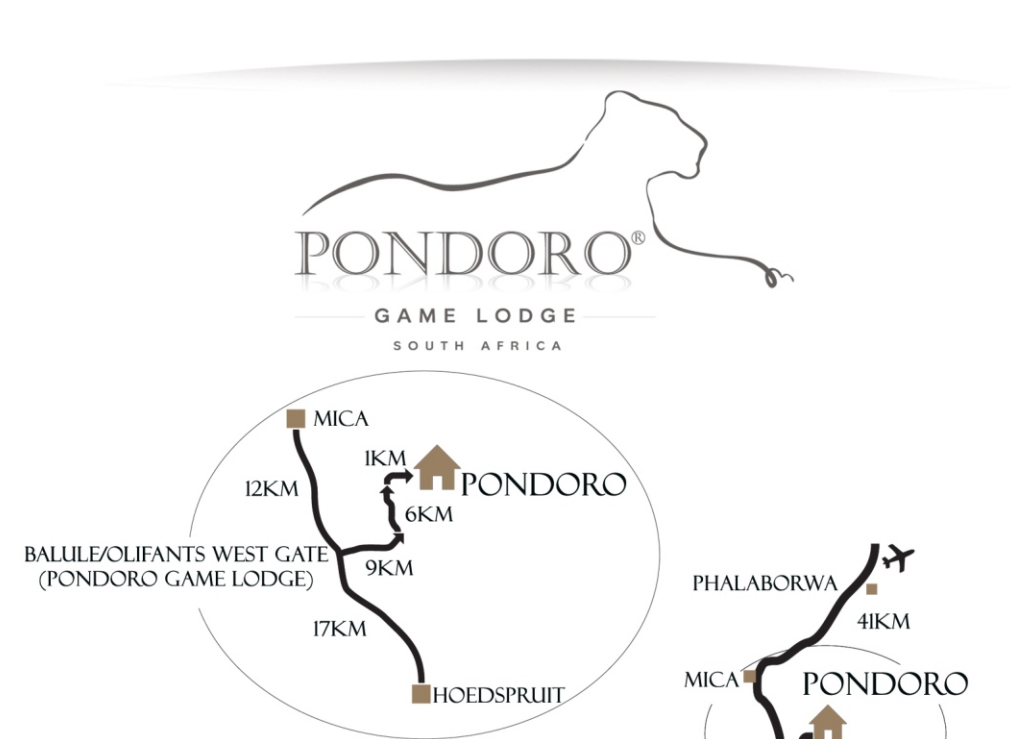 PONDORO®
GAME LODGE
SOUTH AFRICA
MICA
1KM
12KM
PONDORO
6KM
BALULE/OLIFANTS WEST GATE
(PONDORO GAME LODGE)
9KM
17KM
HOEDSPRUIT
PHALABORWA
41KM
MICA
PONDORO